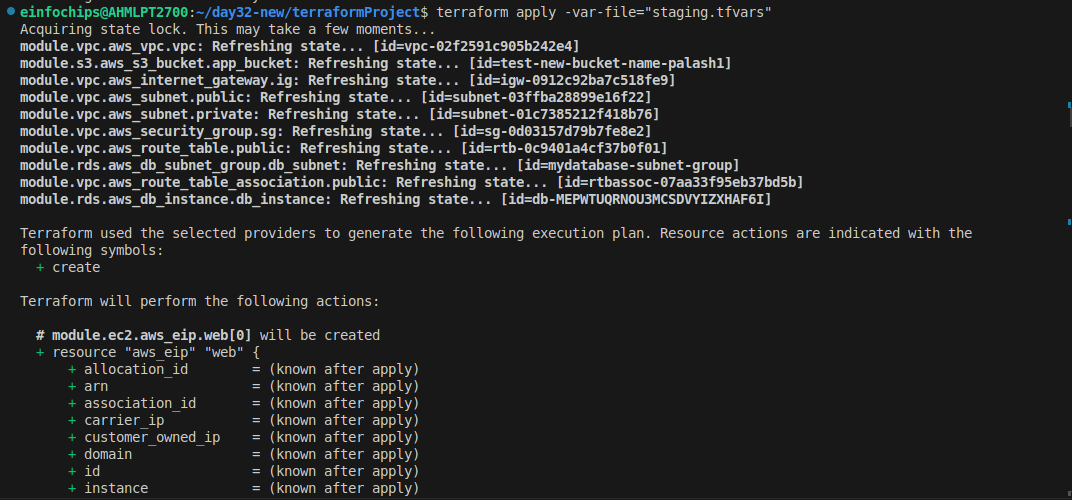 einfochips@AHMLPT2700:~/day32-new/terraformProject$ terraform apply -var-file="staging.tfvars"
Acquiring state lock. This may take a few moments...
module.vpc.aws_vpc.vpc: Refreshing state... [id=vpc-02f2591c905b242e4]
module.s3.aws_s3_bucket.app_bucket: Refreshing state... [id=test-new-bucket-name-palash1]
module.vpc.aws_internet_gateway.ig: Refreshing state... [id=igw-0912c92ba7c518fe9]
module.vpc.aws_subnet.public: Refreshing state... [id=subnet-03ffba28899e16f22]
module.vpc.aws_subnet.private: Refreshing state... [id=subnet-01c7385212f418b76]
module.vpc.aws_security_group.sg: Refreshing state... [id=sg-0d03157d79b7fe8e2]
module.vpc.aws_route_table.public: Refreshing state... [id=rtb-0c9401a4cf37b0f01]
module.rds.aws_db_subnet_group.db_subnet: Refreshing state... [id=mydatabase-subnet-group]
module.vpc.aws_route_table_association.public: Refreshing state... [id=rtbassoc-07aa33f95eb37bd5b]
module.rds.aws_db_instance.db_instance: Refreshing state... [id=db-MEPWTUQRNOU3MCSDVYIZXHAF6I]

Terraform used the selected providers to generate the following execution plan. Resource actions are indicated with the
following symbols:
  + create

Terraform will perform the following actions:

  # module.ec2.aws_eip.web[0] will be created
  + resource "aws_eip" "web" {
      + allocation_id        = (known after apply)
      + arn                  = (known after apply)
      + association_id       = (known after apply)
      + carrier_ip           = (known after apply)
      + customer_owned_ip    = (known after apply)
      + domain               = (known after apply)
      + id                   = (known after apply)
      + instance             = (known after apply)